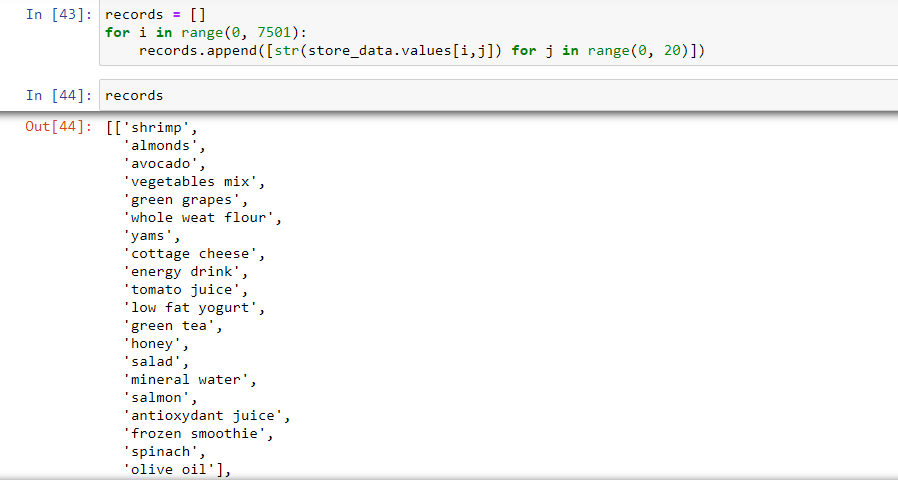 In [43]: records = []
for i in range(0, 7501):
    records.append([str(store_data.values[i,j]) for j in range(0, 20)])
In [44]: records
Out[44]: [['shrimp',
'almonds',
'avocado',
'vegetables mix',
'green grapes',
'whole weat flour',
'yams',
'cottage cheese',
'energy drink',
'tomato juice',
'low fat yogurt',
'green tea',
'honey',
'salad',
'mineral water',
'salmon',
'antioxydant juice',
'frozen smoothie',
'spinach',
'olive oil'],